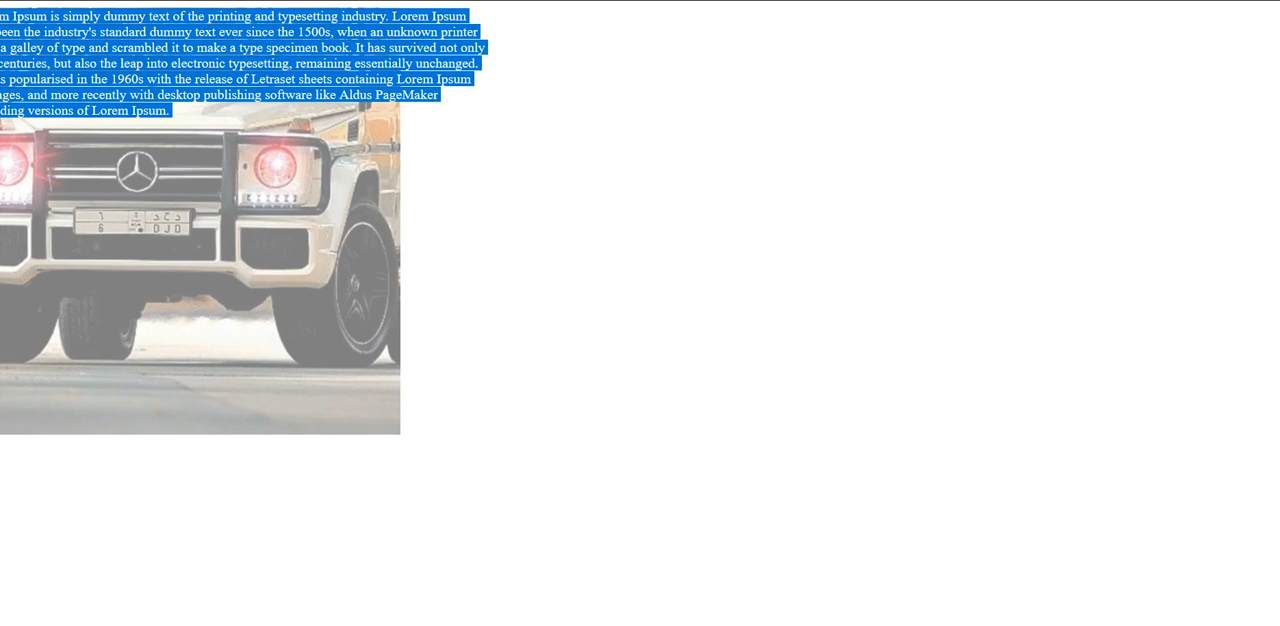 m Ipsum is simply dummy text of the printing and typesetting industry. Lorem Ipsum
been the industry's standard dummy text ever since the 1500s, when an unknown printer
a galley of type and scrambled it to make a type specimen book. It has survived not only
centuries, but also the leap into electronic typesetting, remaining essentially unchanged.
s popularised in the 1960s with the release of Letraset sheets containing Lorem Ipsum
ges, and more recently with desktop publishing software like Aldus PageMaker
ding versions of Lorem Ipsum.